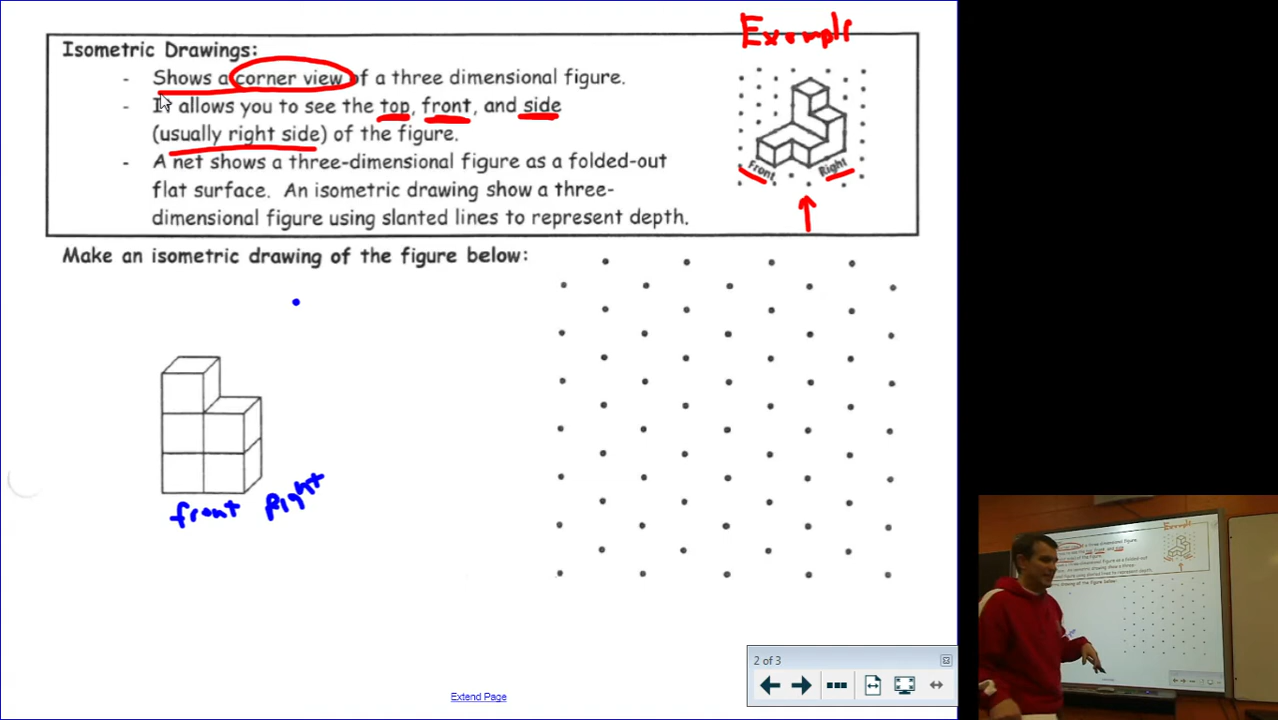 Example
Isometric Drawings:
- Shows a corner view of a three dimensional figure.
- It allows you to see the top, front, and side
(usually right side) of the figure.
- A net shows a three-dimensional figure as a folded-out
flat surface. An isometric drawing show a three-
dimensional figure using slanted lines to represent depth.
Front Right
Make an isometric drawing of the figure below:
front Right
2 of 3
Extend Page